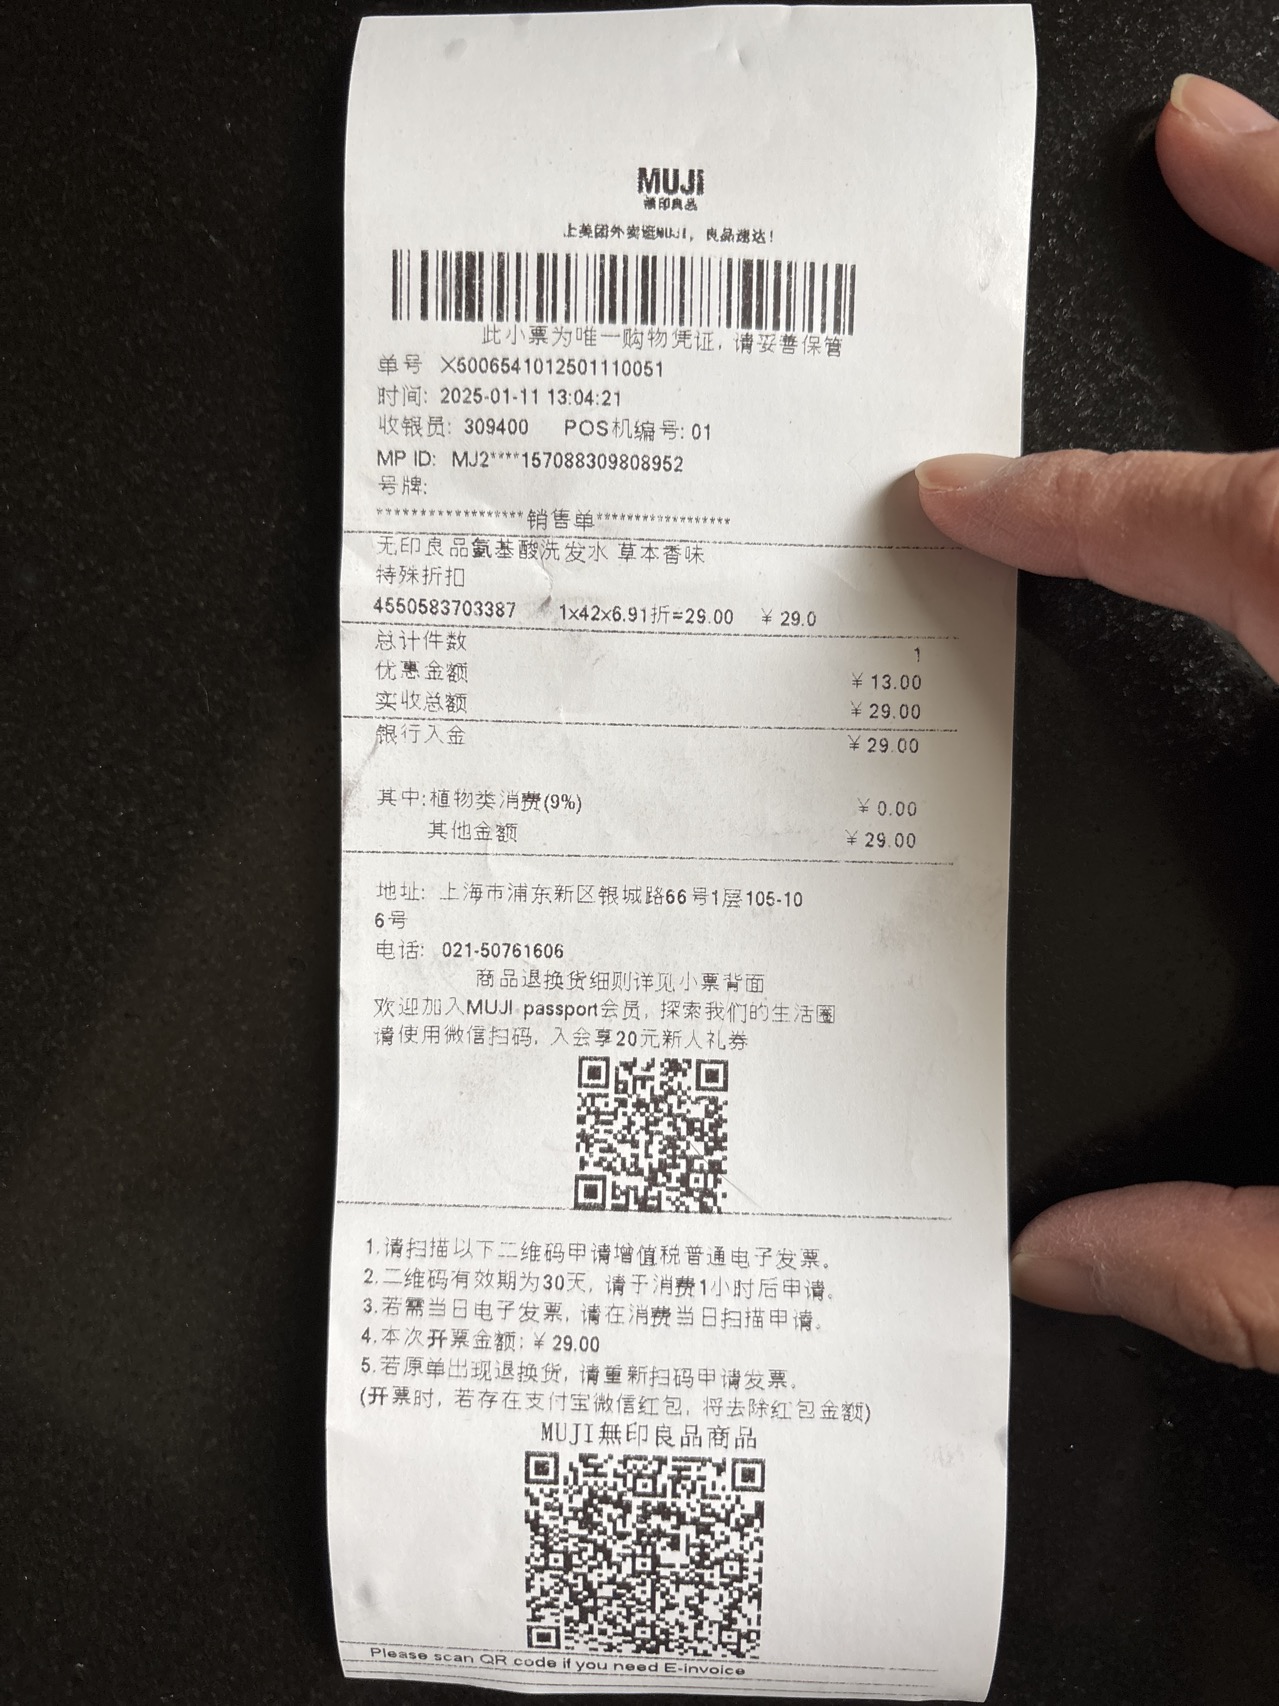 MUJI
無印良品
上美团外卖逛MUJI，良品速达！
此小票为唯一购物凭证，请妥善保管
单号 X5006541012501110051
时间: 2025-01-11 13:04:21
收银员: 309400 POS机编号: 01
MP ID: MJ2****157088309808952
号牌:
*****************销售单*****************
无印良品氨基酸洗发水 草本香味
特殊折扣
4550583703387 1x42x6.91折=29.00 ¥ 29.0
总计件数 1
优惠金额 ¥ 13.00
实收总额 ¥ 29.00
银行入金 ¥ 29.00
其中:植物类消费(9%) ¥ 0.00
其他金额 ¥ 29.00
地址: 上海市浦东新区银城路66号1层105-10
6号
电话: 021-50761606
商品退换货细则详见小票背面
欢迎加入MUJI passport会员，探索我们的生活圈
请使用微信扫码，入会享20元新人礼券
1.请扫描以下二维码申请增值税普通电子发票。
2.二维码有效期为30天，请于消费1小时后申请。
3.若需当日电子发票，请在消费当日扫描申请。
4.本次开票金额: ¥ 29.00
5.若原单出现退换货，请重新扫码申请发票。
(开票时，若存在支付宝微信红包，将去除红包金额)
MUJI無印良品商品
Please scan QR code if you need E-invoice